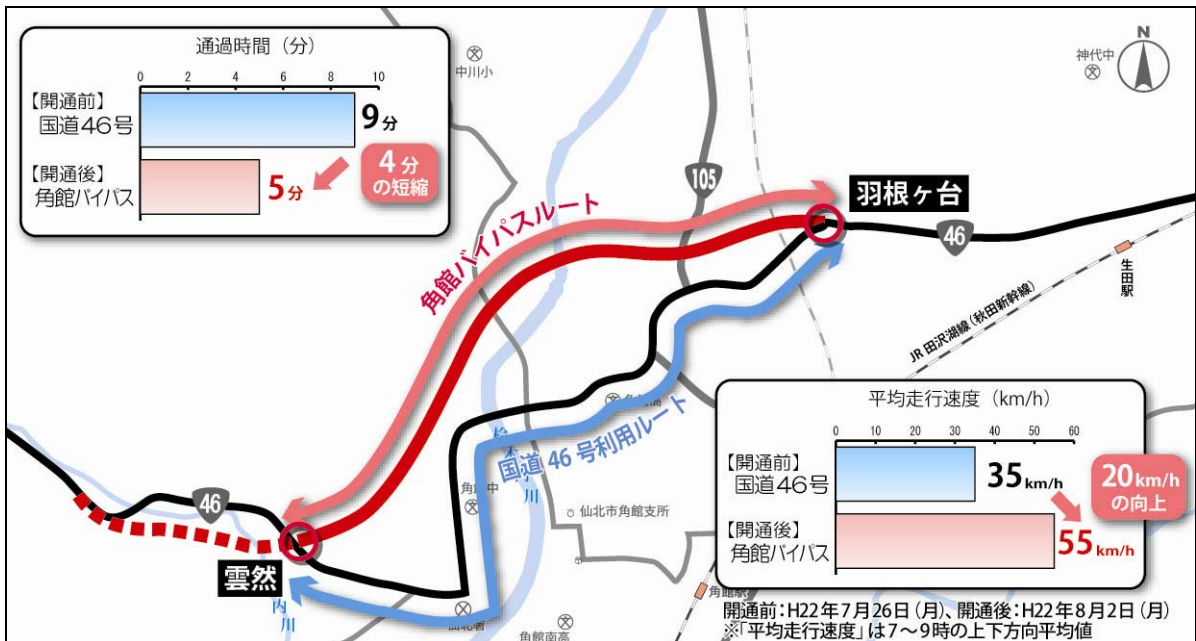 通過時間（分）
0 2 4 6 8 10
【開通前】
国道46号
9分
【開通後】
角館バイパス
5分
4分
の短縮
中川小
神代中
N
105
羽根ヶ台
46
生田駅
JR 田沢湖線（秋田新幹線）
角館バイパスルート
国道46号利用ルート
46
雲然
仙北市角館支所
角館駅
角館南高
平均走行速度（km/h）
0 10 20 30 40 50 60
【開通前】
国道46号
35km/h
【開通後】
角館バイパス
55km/h
20km/h
の向上
開通前：H22年7月26日（月）、開通後：H22年8月2日（月）
※「平均走行速度」は7～9時の上下方向平均値